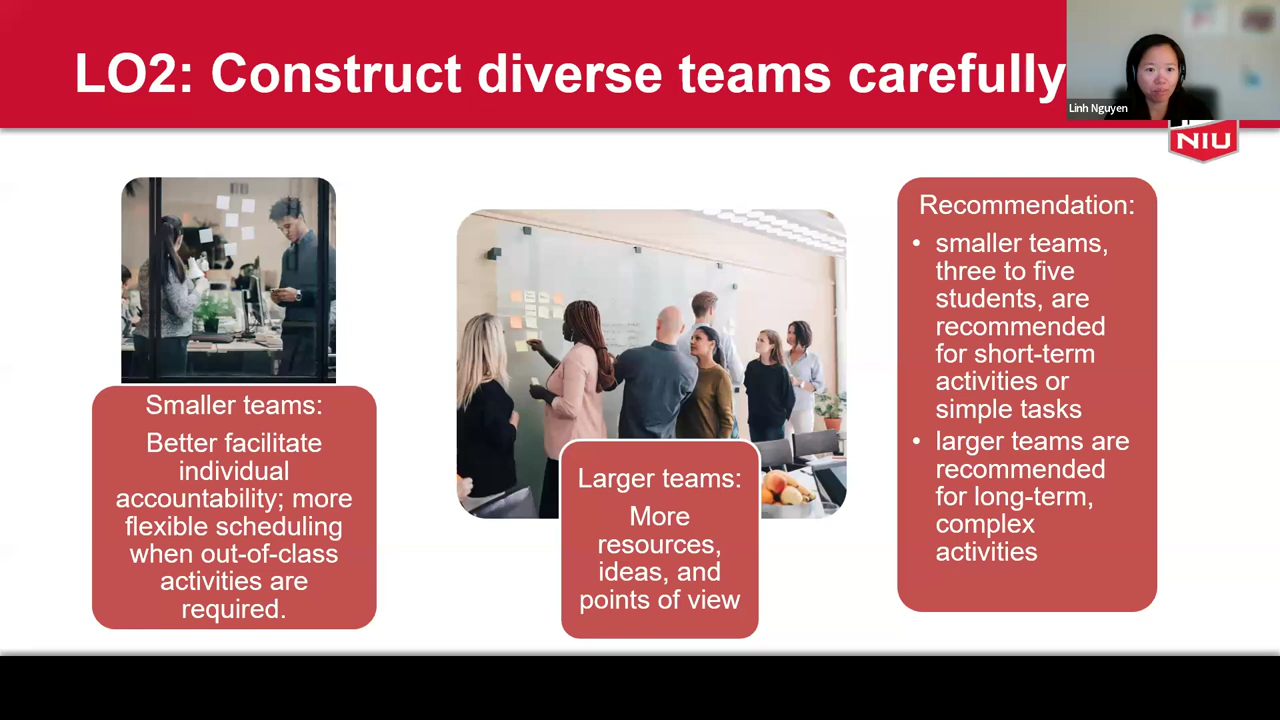 LO2: Construct diverse teams carefully
Linh Nguyen
NIU
Smaller teams:
Better facilitate
individual
accountability; more
flexible scheduling
when out-of-class
activities are
required.
Larger teams:
More
resources,
ideas, and
points of view
Recommendation:
• smaller teams,
three to five
students, are
recommended
for short-term
activities or
simple tasks
• larger teams are
recommended
for long-term,
complex
activities